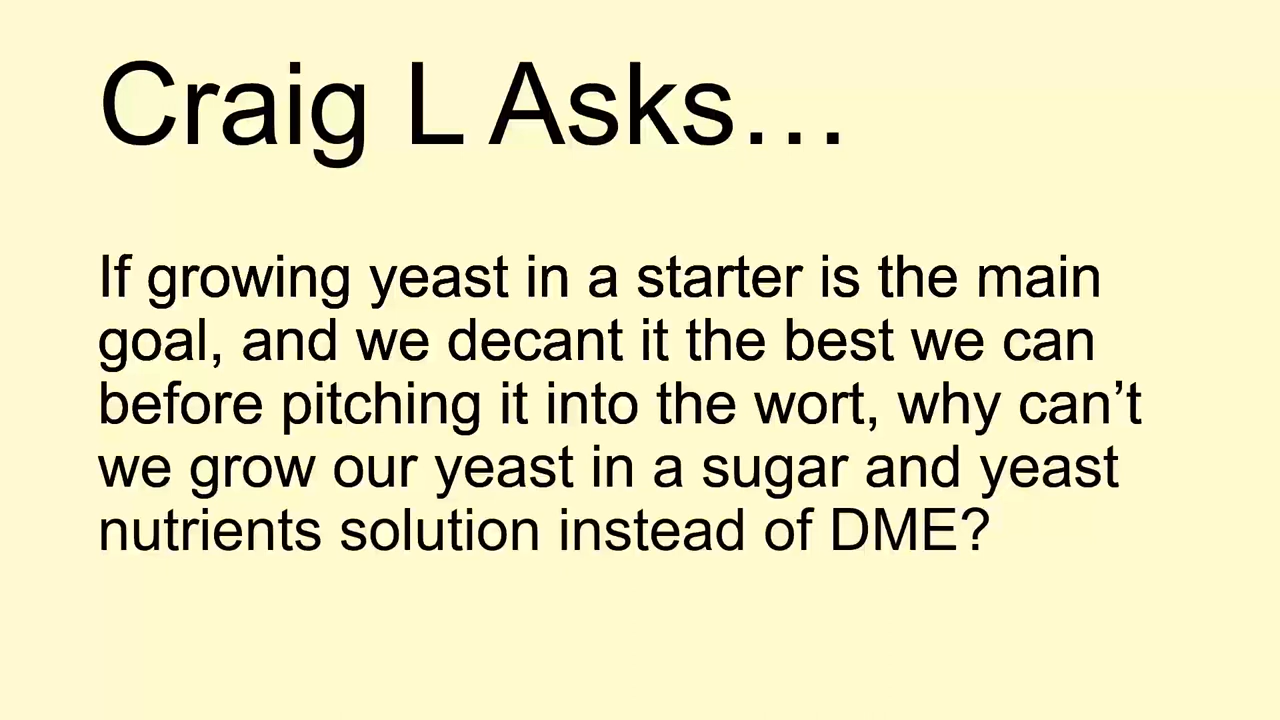 Craig L Asks…
If growing yeast in a starter is the main
goal, and we decant it the best we can
before pitching it into the wort, why can’t
we grow our yeast in a sugar and yeast
nutrients solution instead of DME?